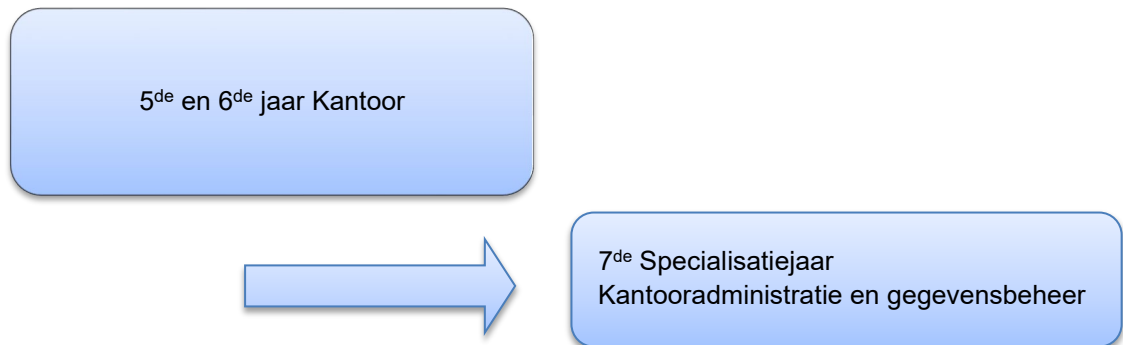 5de en 6de jaar Kantoor
7de Specialisatiejaar
Kantooradministratie en gegevensbeheer